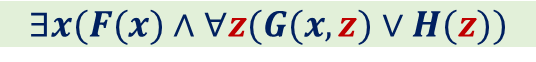 ∃x(F(x) ∧ ∀z(G(x, z) ∨ H(z))